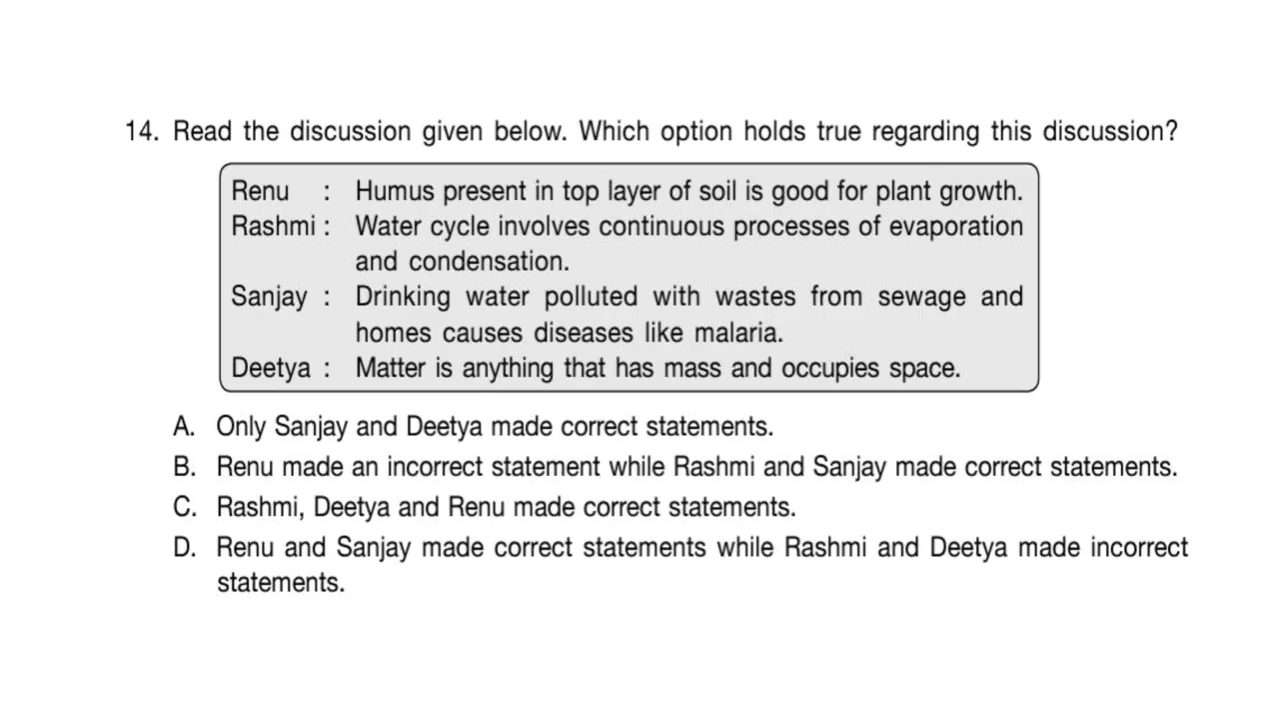 14. Read the discussion given below. Which option holds true regarding this discussion?
Renu : Humus present in top layer of soil is good for plant growth.
Rashmi : Water cycle involves continuous processes of evaporation
and condensation.
Sanjay : Drinking water polluted with wastes from sewage and
homes causes diseases like malaria.
Deetya : Matter is anything that has mass and occupies space.
A. Only Sanjay and Deetya made correct statements.
B. Renu made an incorrect statement while Rashmi and Sanjay made correct statements.
C. Rashmi, Deetya and Renu made correct statements.
D. Renu and Sanjay made correct statements while Rashmi and Deetya made incorrect
statements.